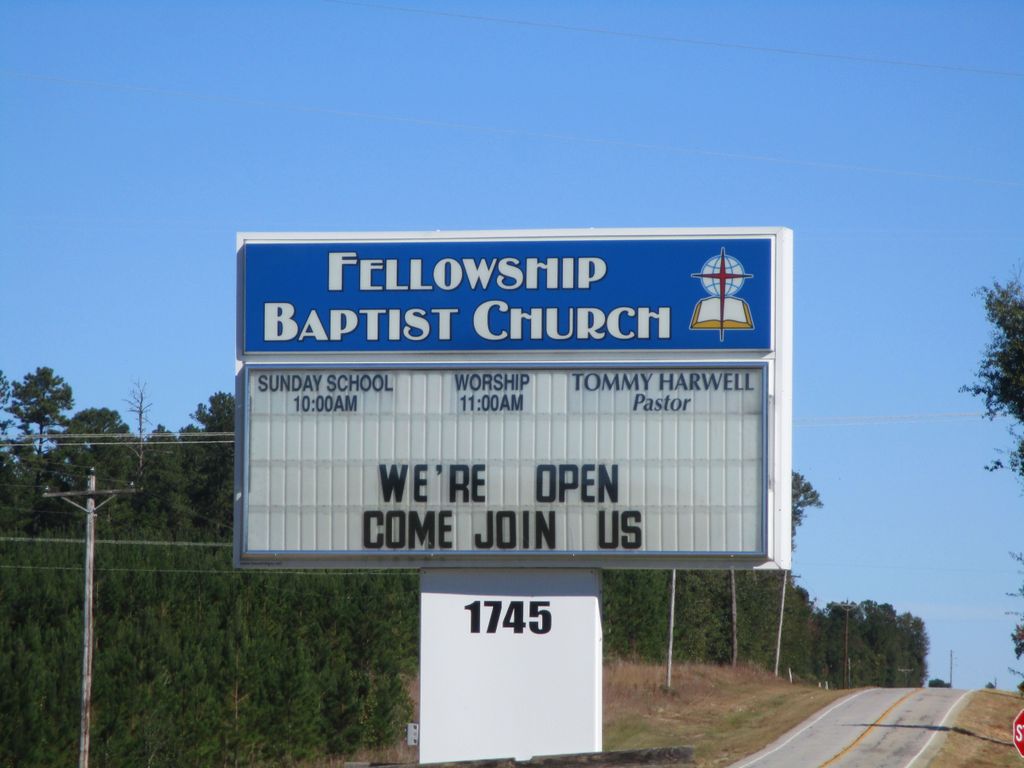 FELLOWSHIP
BAPTIST CHURCH
SUNDAY SCHOOL WORSHIP TOMMY HARWELL
10:00AM 11:00AM Pastor
WE'RE OPEN
COME JOIN US
1745
ST